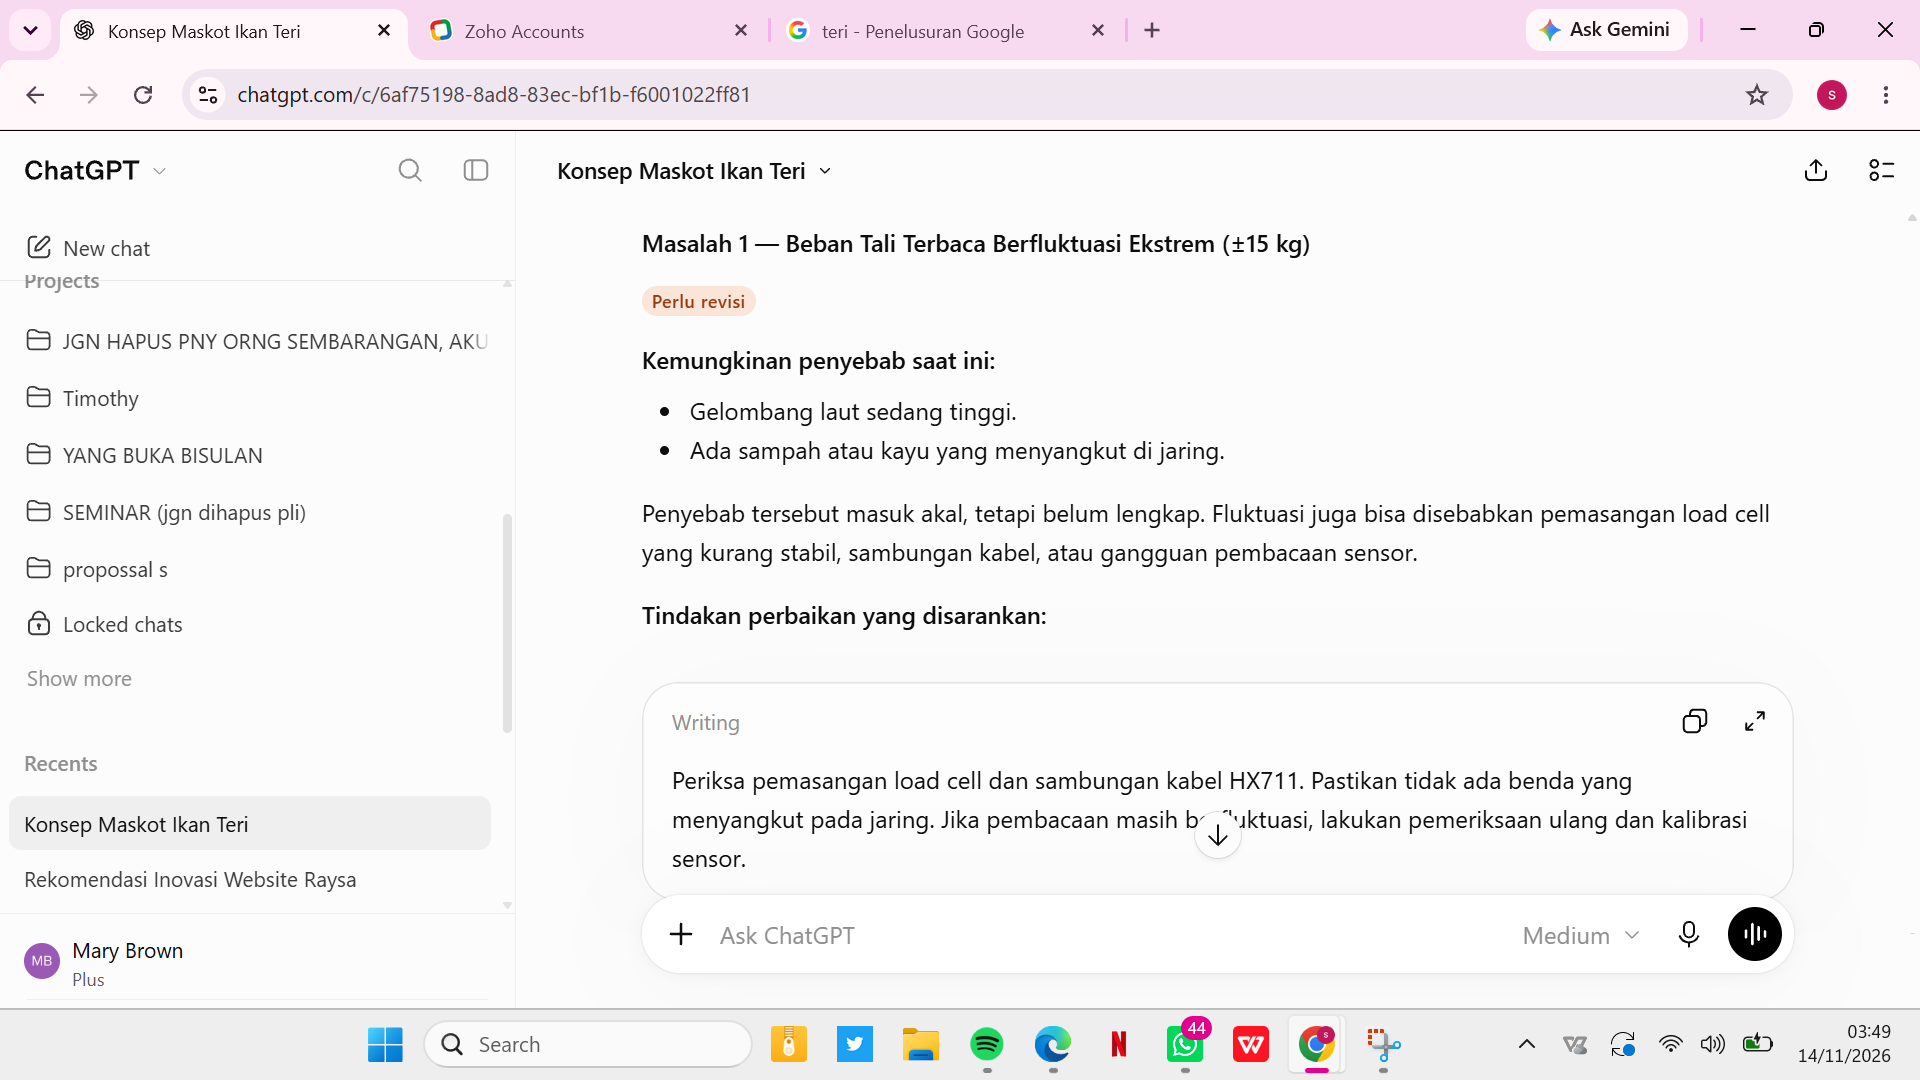 Konsep Maskot Ikan Teri
Zoho Accounts
teri - Penelusuran Google
Ask Gemini
chatgpt.com/c/6af75198-8ad8-83ec-bf1b-f6001022ff81
s
ChatGPT
New chat
Projects
JGN HAPUS PNY ORNG SEMBARANGAN, AKU
Timothy
YANG BUKA BISULAN
SEMINAR (jgn dihapus pli)
propossal s
Locked chats
Show more
Recents
Konsep Maskot Ikan Teri
Rekomendasi Inovasi Website Raysa
MB
Mary Brown
Plus
Konsep Maskot Ikan Teri
Masalah 1 — Beban Tali Terbaca Berfluktuasi Ekstrem (±15 kg)
Perlu revisi
Kemungkinan penyebab saat ini:
Gelombang laut sedang tinggi.
Ada sampah atau kayu yang menyangkut di jaring.
Penyebab tersebut masuk akal, tetapi belum lengkap. Fluktuasi juga bisa disebabkan pemasangan load cell
yang kurang stabil, sambungan kabel, atau gangguan pembacaan sensor.
Tindakan perbaikan yang disarankan:
Writing
Periksa pemasangan load cell dan sambungan kabel HX711. Pastikan tidak ada benda yang
menyangkut pada jaring. Jika pembacaan masih berfluktuasi, lakukan pemeriksaan ulang dan kalibrasi
sensor.
Ask ChatGPT
Medium
Search
44
03:49
14/11/2026